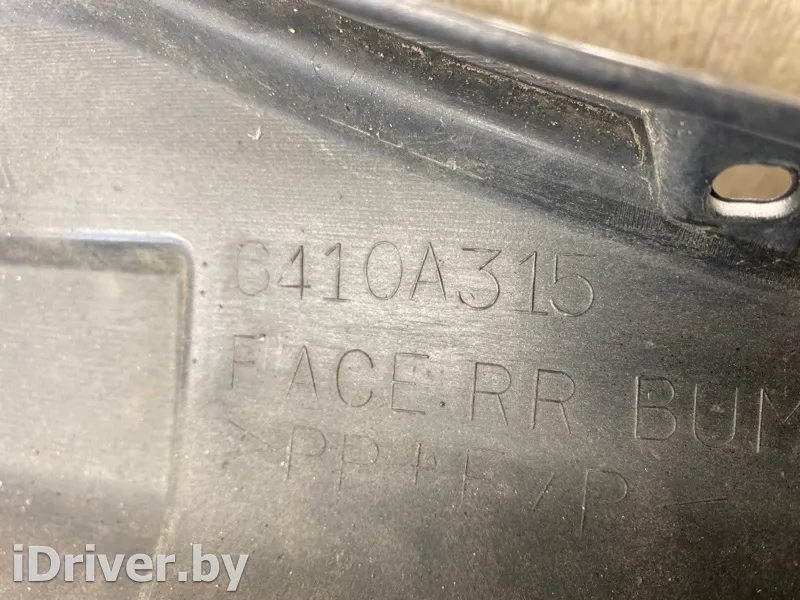 6410A315
FACE RR BUM
>PP+E/P-
iDriver.by